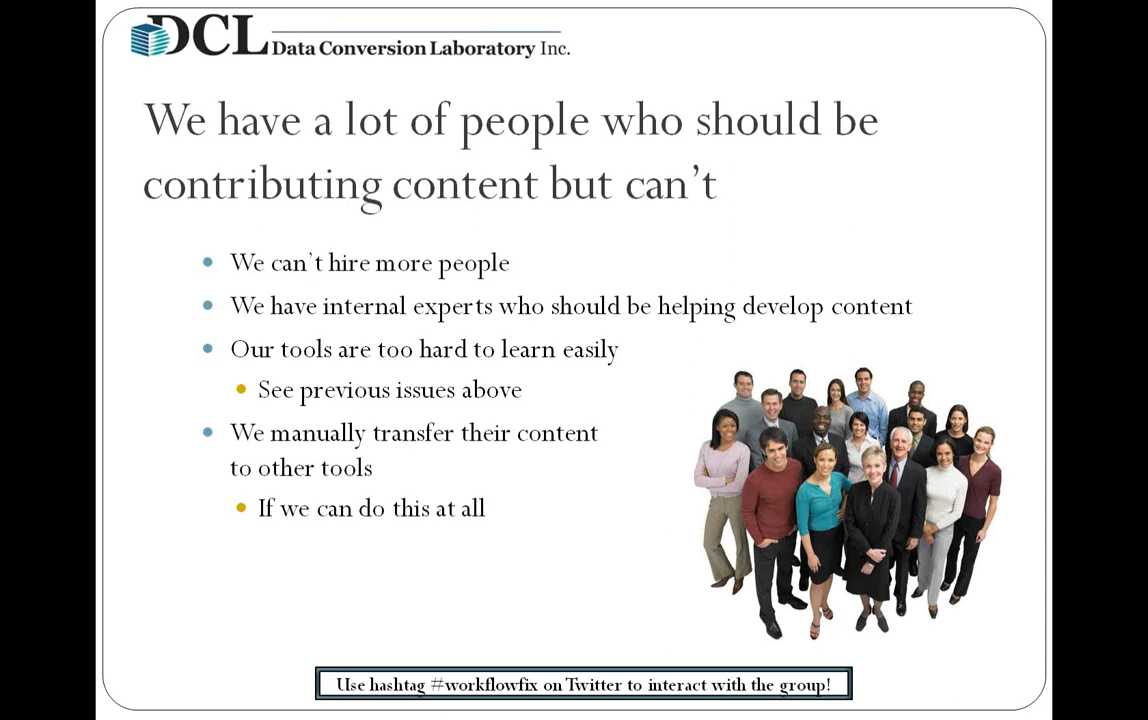 DCL Data Conversion Laboratory Inc.
We have a lot of people who should be
contributing content but can't
• We can't hire more people
• We have internal experts who should be helping develop content
• Our tools are too hard to learn easily
• See previous issues above
• We manually transfer their content
to other tools
• If we can do this at all
Use hashtag #workflowfix on Twitter to interact with the group!